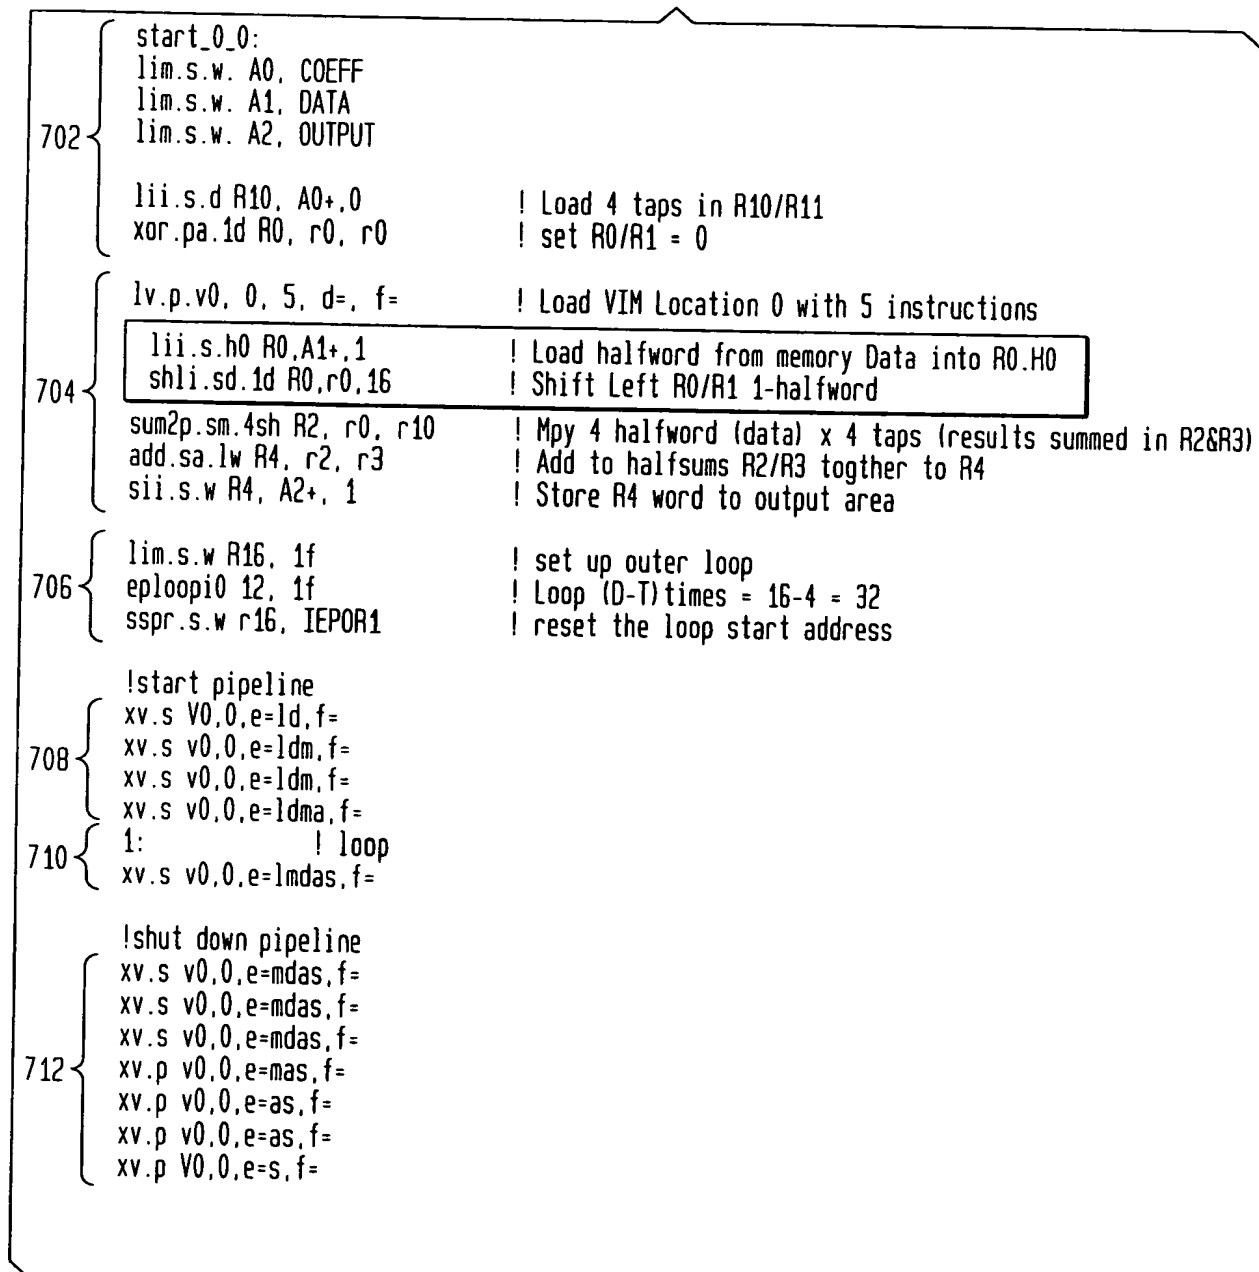 start_0_0:
lim.s.w. A0, COEFF
lim.s.w. A1, DATA
702 lim.s.w. A2, OUTPUT
lii.s.d R10, A0+,0 ! Load 4 taps in R10/R11
xor.pa.1d R0, r0, r0 ! set R0/R1 = 0
lv.p.v0, 0, 5, d=, f= ! Load VIM Location 0 with 5 instructions
lii.s.h0 R0,A1+,1 ! Load halfword from memory Data into R0.H0
704 shli.sd.1d R0,r0,16 ! Shift Left R0/R1 1-halfword
sum2p.sm.4sh R2, r0, r10 ! Mpy 4 halfword (data) x 4 taps (results summed in R2&R3)
add.sa.lw R4, r2, r3 ! Add to halfsums R2/R3 togther to R4
sii.s.w R4, A2+, 1 ! Store R4 word to output area
lim.s.w R16, 1f ! set up outer loop
706 eploopi0 12, 1f ! Loop (D-T)times = 16-4 = 32
sspr.s.w r16, IEPOR1 ! reset the loop start address
!start pipeline
xv.s V0,0,e=ld,f=
xv.s v0,0,e=ldm,f=
708 xv.s v0,0,e=ldm,f=
xv.s v0,0,e=ldma,f=
710 1: ! loop
xv.s v0,0,e=lmdas,f=
!shut down pipeline
xv.s v0,0,e=mdas,f=
xv.s v0,0,e=mdas,f=
xv.s v0,0,e=mdas,f=
712 xv.p v0,0,e=mas,f=
xv.p v0,0,e=as,f=
xv.p v0,0,e=as,f=
xv.p V0,0,e=s,f=